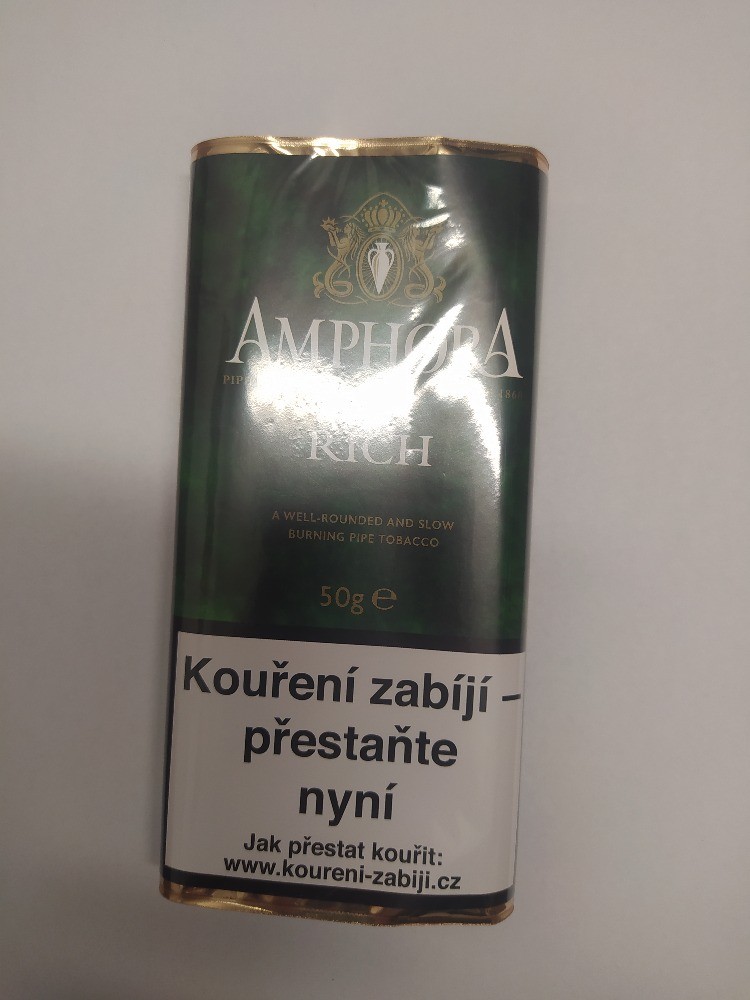 AMPHORA
RICH
A WELL-ROUNDED AND SLOW
BURNING PIPE TOBACCO
50g ℮
Kouření zabíjí –
přestaňte
nyní
Jak přestat kouřit:
www.koureni-zabiji.cz